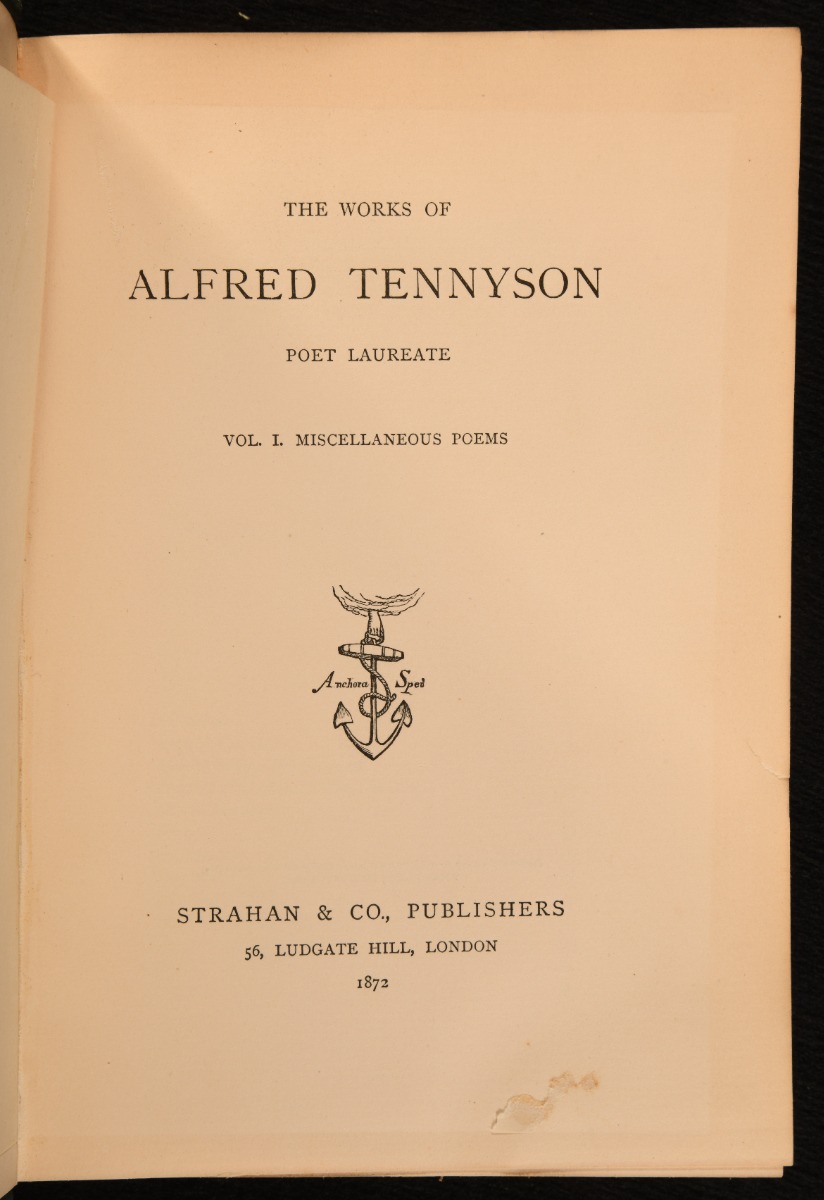 THE WORKS OF
ALFRED TENNYSON
POET LAUREATE
VOL. I. MISCELLANEOUS POEMS
Anchora Spei
STRAHAN & CO., PUBLISHERS
56, LUDGATE HILL, LONDON
1872